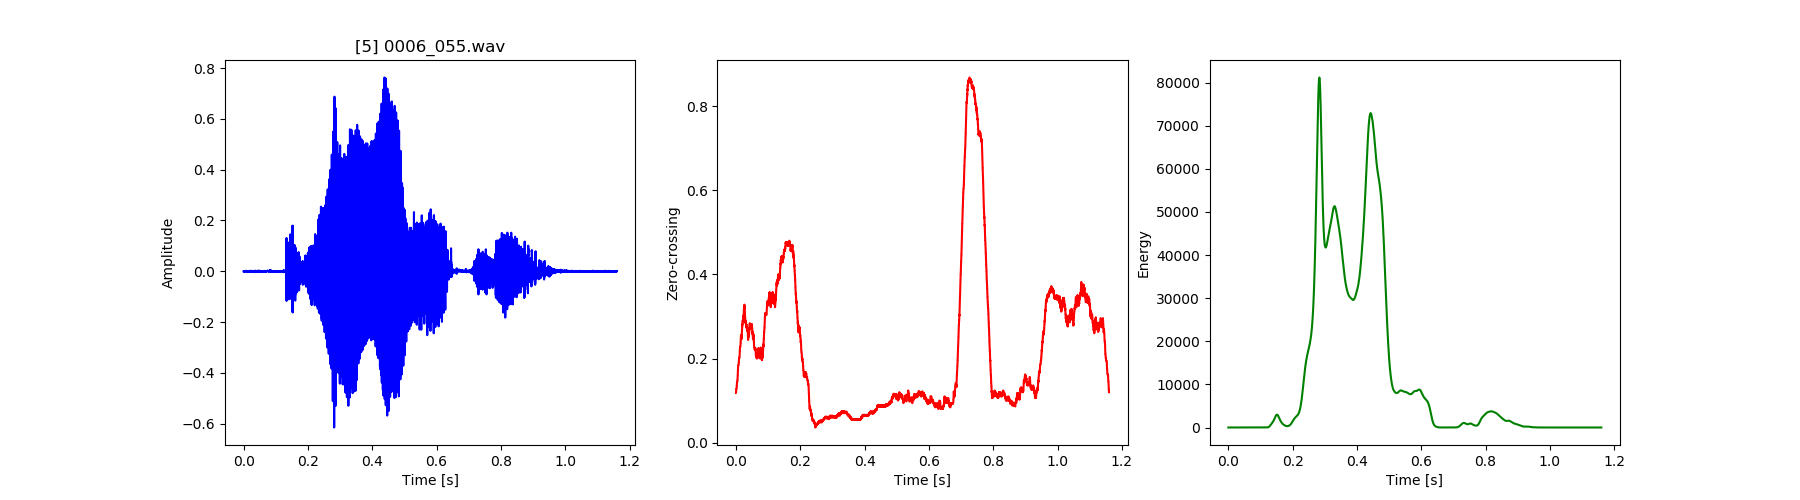 [5] 0006_055.wav
0.8
0.6
0.4
0.2
0.0
−0.2
−0.4
−0.6
Amplitude
0.0 0.2 0.4 0.6 0.8 1.0 1.2
Time [s]
0.8
0.6
0.4
0.2
0.0
Zero-crossing
0.0 0.2 0.4 0.6 0.8 1.0 1.2
Time [s]
80000
70000
60000
50000
40000
30000
20000
10000
0
Energy
0.0 0.2 0.4 0.6 0.8 1.0 1.2
Time [s]